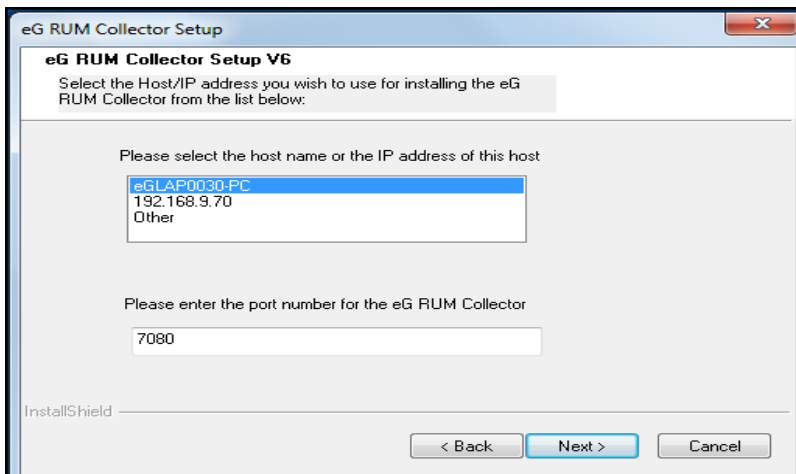 eG RUM Collector Setup
eG RUM Collector Setup V6
Select the Host/IP address you wish to use for installing the eG
RUM Collector from the list below:
Please select the host name or the IP address of this host
eGLAP0030-PC
192.168.9.70
Other
Please enter the port number for the eG RUM Collector
7080
InstallShield
< Back
Next >
Cancel